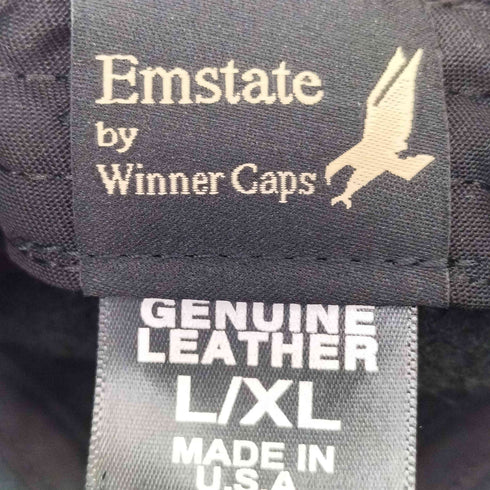 Emstate
by
Winner Caps
GENUINE
LEATHER
L/XL
MADE IN
U.S.A